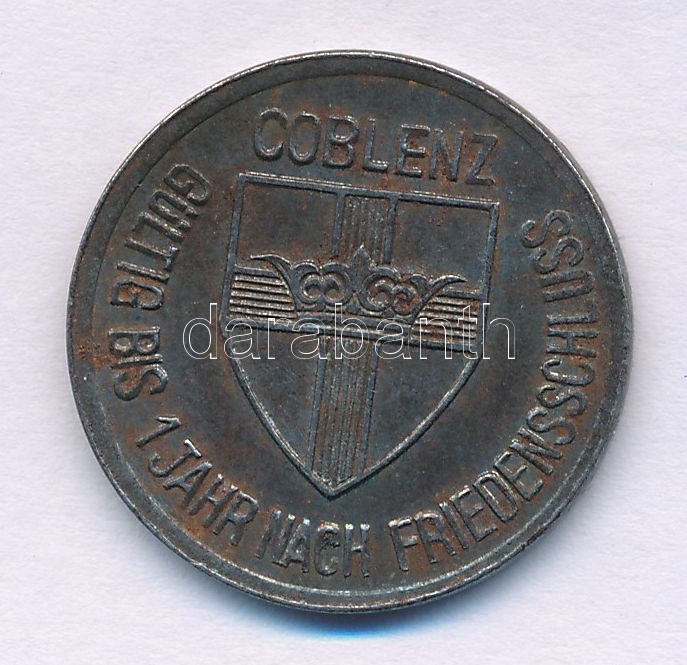 COBLENZ
GÜLTIG BIS 1 JAHR NACH FRIEDENSSCHLUSS
darabanth